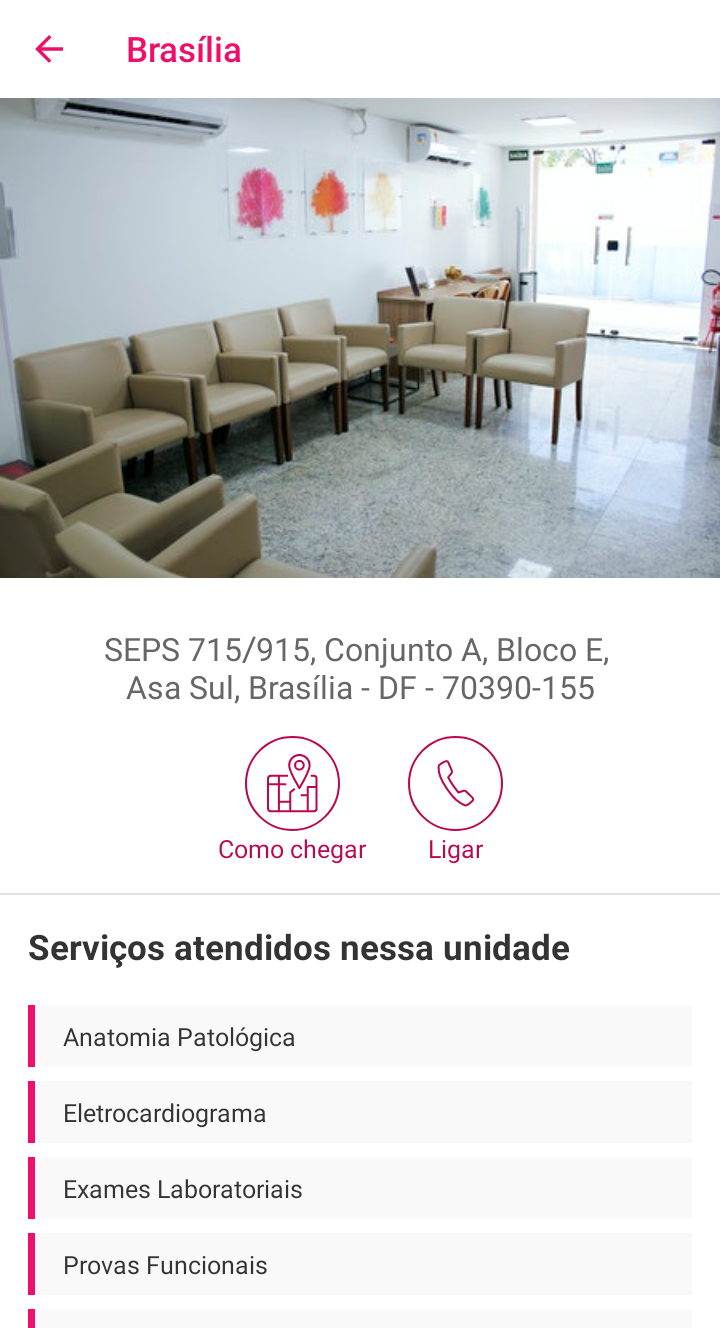 Brasília
SAÍDA
SEPS 715/915, Conjunto A, Bloco E,
Asa Sul, Brasília - DF - 70390-155
Como chegar
Ligar
Serviços atendidos nessa unidade
Anatomia Patológica
Eletrocardiograma
Exames Laboratoriais
Provas Funcionais